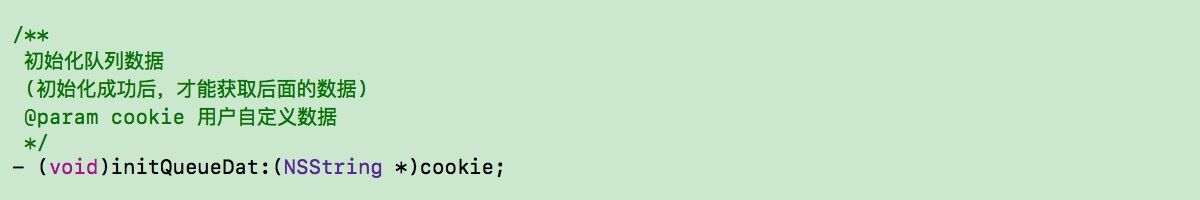 /**
初始化队列数据
(初始化成功后，才能获取后面的数据)
@param cookie 用户自定义数据
*/
- (void)initQueueDat:(NSString *)cookie;